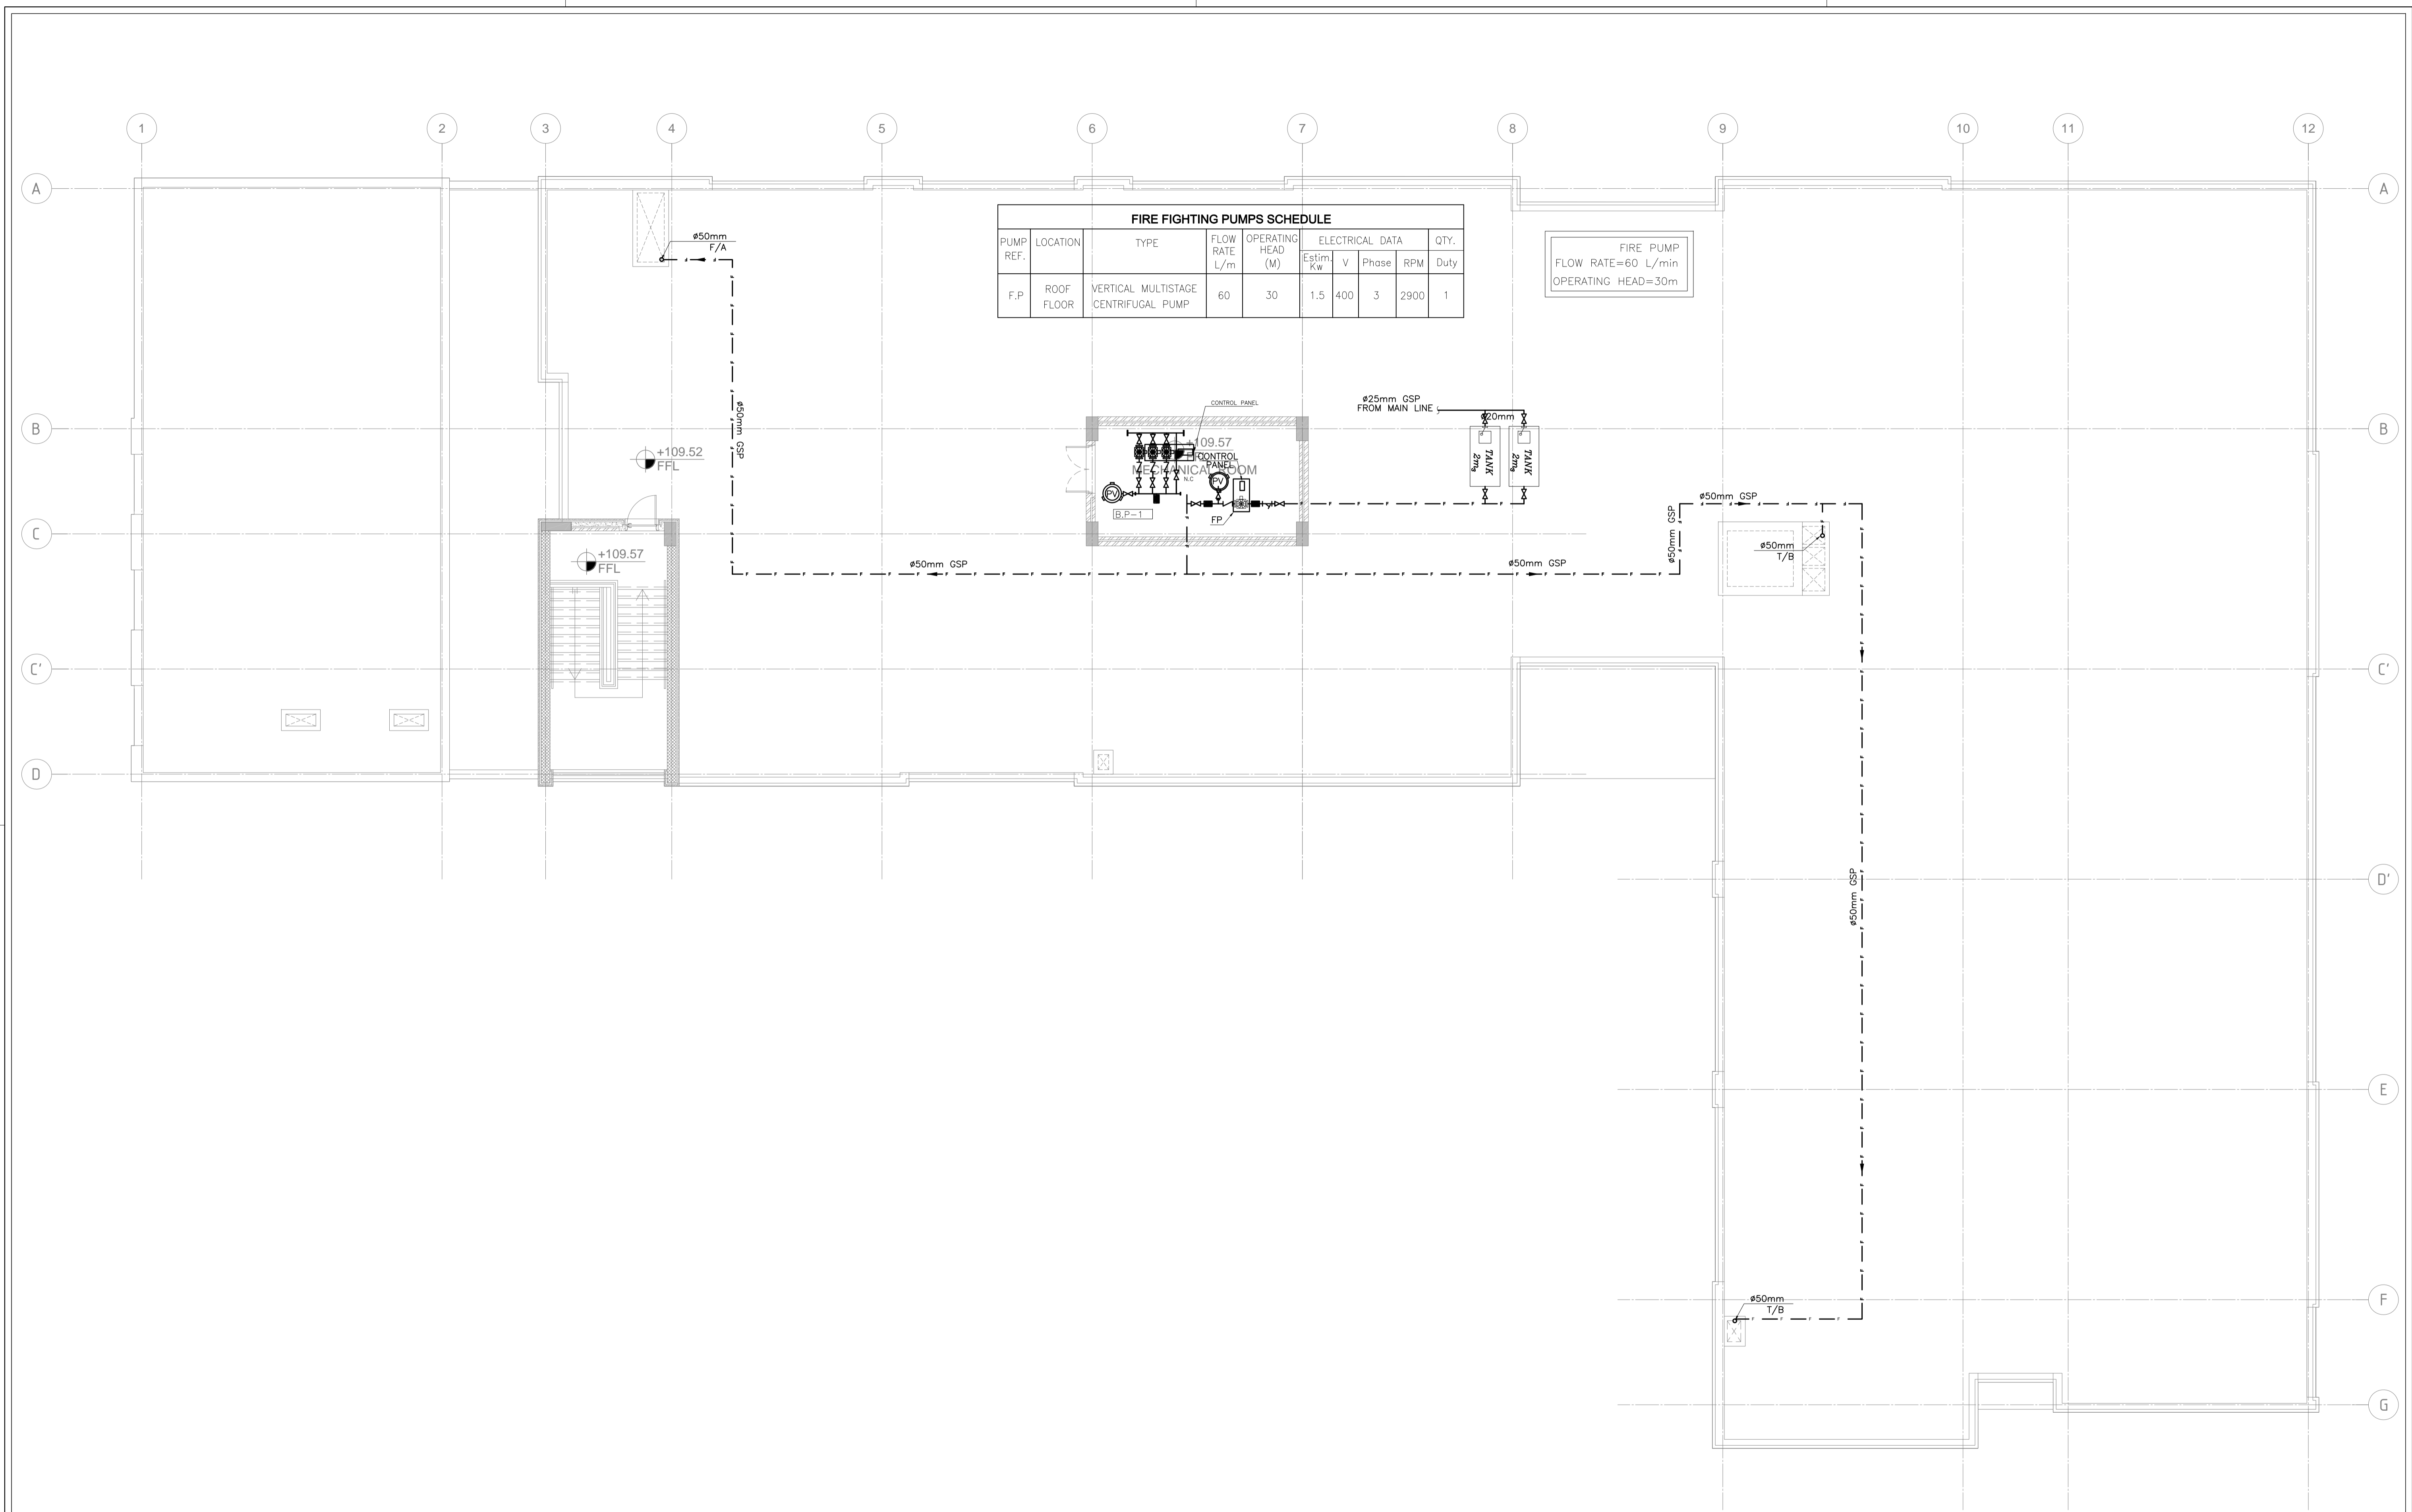 1 2 3 4 5 6 7 8 9 10 11 12
A A
FIRE FIGHTING PUMPS SCHEDULE
PUMP REF. LOCATION TYPE FLOW RATE L/m OPERATING HEAD (M) ELECTRICAL DATA QTY.
Estim. Kw V Phase RPM Duty
F.P ROOF FLOOR VERTICAL MULTISTAGE CENTRIFUGAL PUMP 60 30 1.5 400 3 2900 1
FIRE PUMP
FLOW RATE=60 L/min
OPERATING HEAD=30m
ø50mm
F/A
ø50mm GSP
CONTROL PANEL
ø25mm GSP
FROM MAIN LINE
ø20mm
B B
+109.52
FFL
+109.57
CONTROL
PANEL
MECHANICAL ROOM
N.C
PV
PV
TANK
2m3
TANK
2m3
B.P-1
FP
ø50mm GSP
ø50mm GSP
C
+109.57
FFL
ø50mm
T/B
ø50mm GSP
ø50mm GSP
C' C'
D
D'
ø50mm GSP
E
F
ø50mm
T/B
G